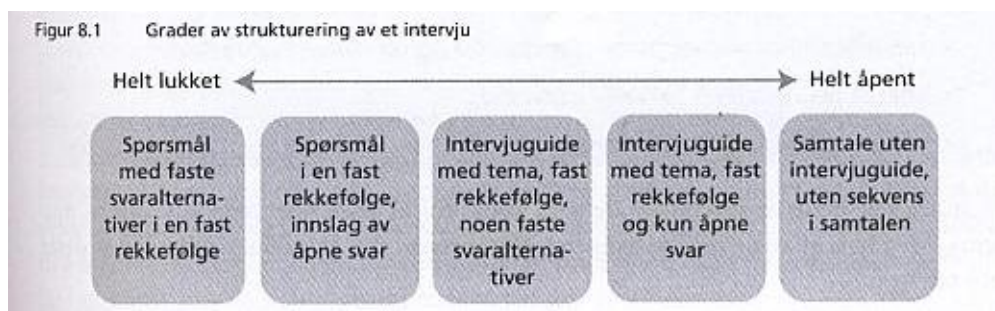 Figur 8.1 Grader av strukturering av et intervju
Helt lukket
Helt åpent
Spørsmål
med faste
svaralterna-
tiver i en fast
rekkefølge
Spørsmål
i en fast
rekkefølge,
innslag av
åpne svar
Intervjuguide
med tema, fast
rekkefølge,
noen faste
svaralterna-
tiver
Intervjuguide
med tema, fast
rekkefølge
og kun åpne
svar
Samtale uten
intervjuguide,
uten sekvens
i samtalen